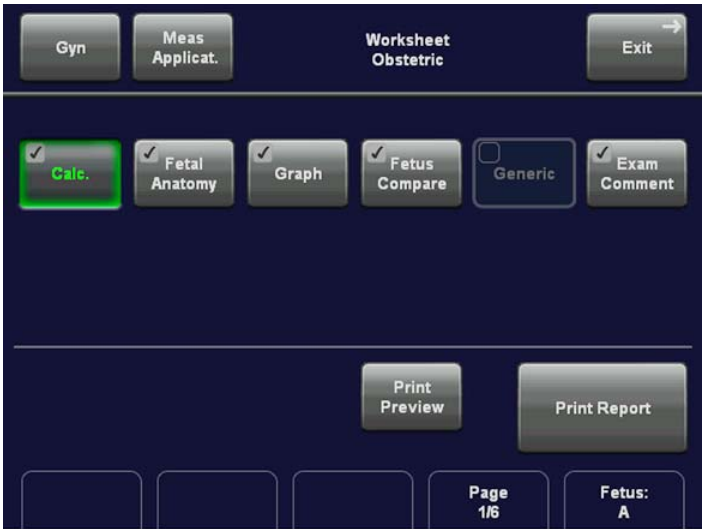 Gyn
Meas
Applicat.
Worksheet
Obstetric
Exit
Calc.
Fetal
Anatomy
Graph
Fetus
Compare
Generic
Exam
Comment
Print
Preview
Print Report
Page
1/6
Fetus:
A